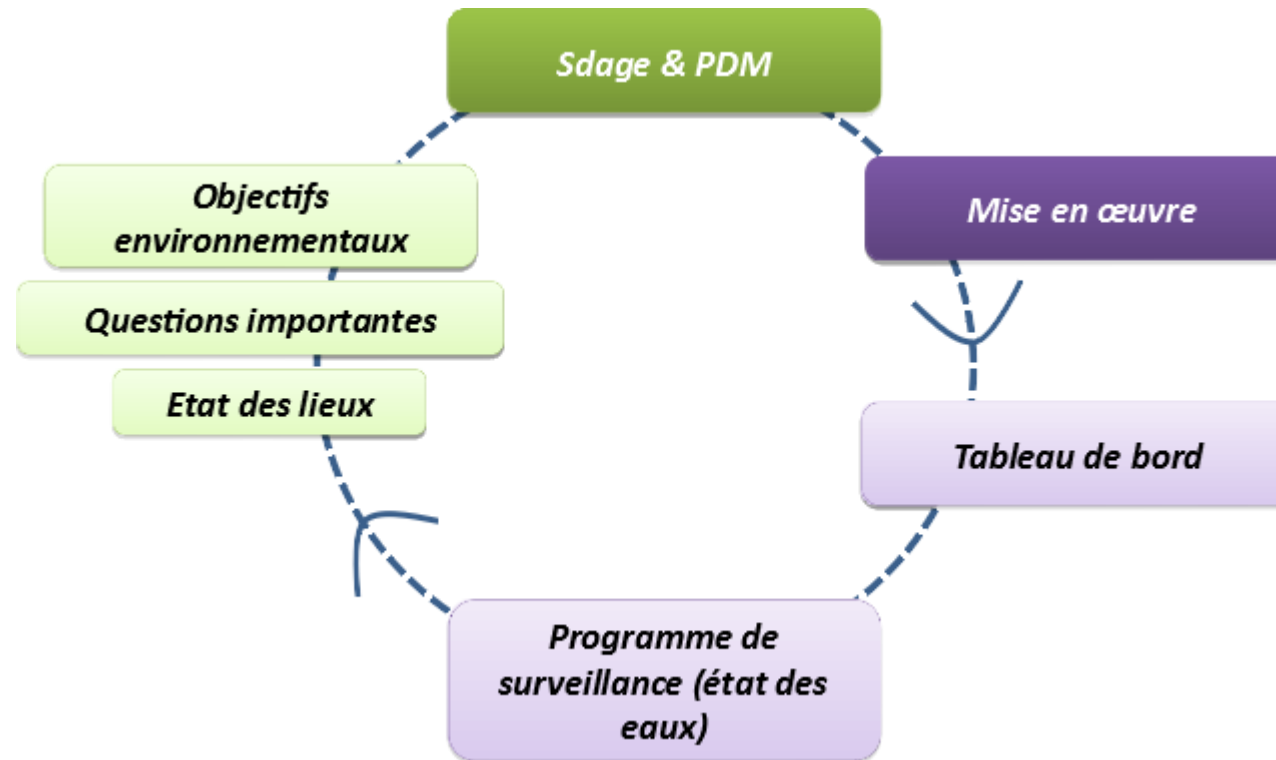 Sdage & PDM
Objectifs
environnementaux
Mise en œuvre
Questions importantes
Etat des lieux
Tableau de bord
Programme de
surveillance (état des
eaux)